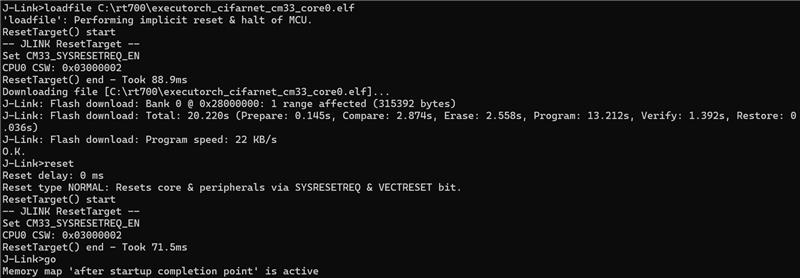 J-Link>loadfile C:\rt700\executorch_cifarnet_cm33_core0.elf
'loadfile': Performing implicit reset & halt of MCU.
ResetTarget() start
-- JLINK ResetTarget --
Set CM33_SYSRESETREQ_EN
CPU0 CSW: 0x03000002
ResetTarget() end - Took 88.9ms
Downloading file [C:\rt700\executorch_cifarnet_cm33_core0.elf]...
J-Link: Flash download: Bank 0 @ 0x28000000: 1 range affected (315392 bytes)
J-Link: Flash download: Total: 20.220s (Prepare: 0.145s, Compare: 2.874s, Erase: 2.558s, Program: 13.212s, Verify: 1.392s, Restore: 0
.036s)
J-Link: Flash download: Program speed: 22 KB/s
O.K.
J-Link>reset
Reset delay: 0 ms
Reset type NORMAL: Resets core & peripherals via SYSRESETREQ & VECTRESET bit.
ResetTarget() start
-- JLINK ResetTarget --
Set CM33_SYSRESETREQ_EN
CPU0 CSW: 0x03000002
ResetTarget() end - Took 71.5ms
J-Link>go
Memory map 'after startup completion point' is active